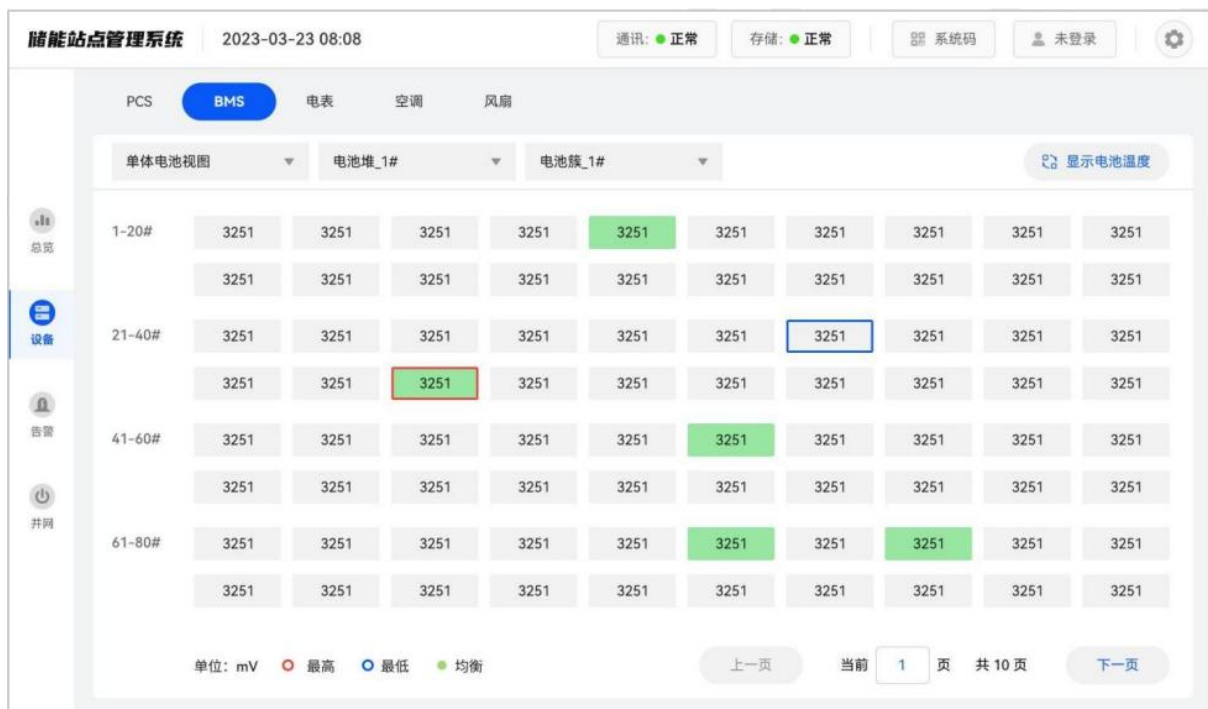 储能站点管理系统 2023-03-23 08:08 通讯: 正常 存储: 正常 系统码 未登录
PCS BMS 电表 空调 风扇
单体电池视图 电池堆_1# 电池簇_1# 显示电池温度
总览
设备
告警
并网
1-20# 3251 3251 3251 3251 3251 3251 3251 3251 3251 3251
3251 3251 3251 3251 3251 3251 3251 3251 3251 3251
21-40# 3251 3251 3251 3251 3251 3251 3251 3251 3251 3251
3251 3251 3251 3251 3251 3251 3251 3251 3251 3251
41-60# 3251 3251 3251 3251 3251 3251 3251 3251 3251 3251
3251 3251 3251 3251 3251 3251 3251 3251 3251 3251
61-80# 3251 3251 3251 3251 3251 3251 3251 3251 3251 3251
3251 3251 3251 3251 3251 3251 3251 3251 3251 3251
单位: mV 最高 最低 均衡 上一页 当前 1 页 共 10 页 下一页